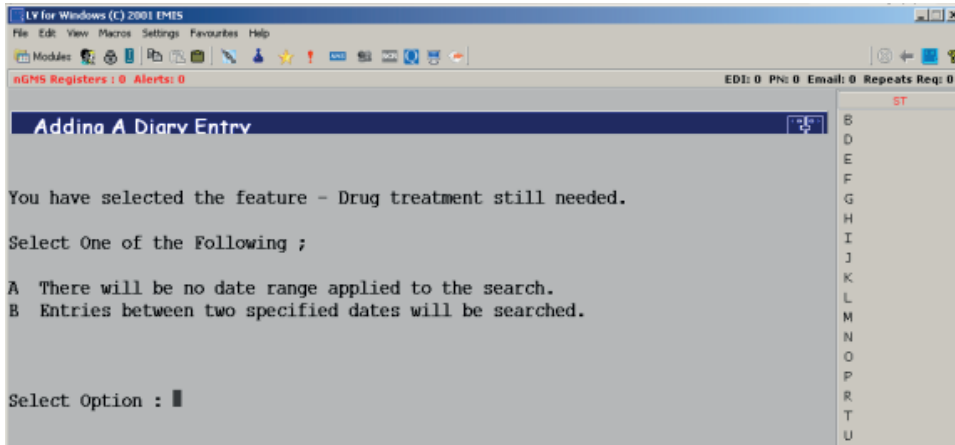 LV for Windows (C) 2001 EMIS
File Edit View Macros Settings Favourites Help
Modules
nGMS Registers : 0 Alerts: 0
EDI: 0 PN: 0 Email: 0 Repeats Req: 0
ST
Adding A Diary Entry
You have selected the feature - Drug treatment still needed.
Select One of the Following ;
A There will be no date range applied to the search.
B Entries between two specified dates will be searched.
Select Option :
B
D
E
F
G
H
I
J
K
L
M
N
O
P
R
T
U